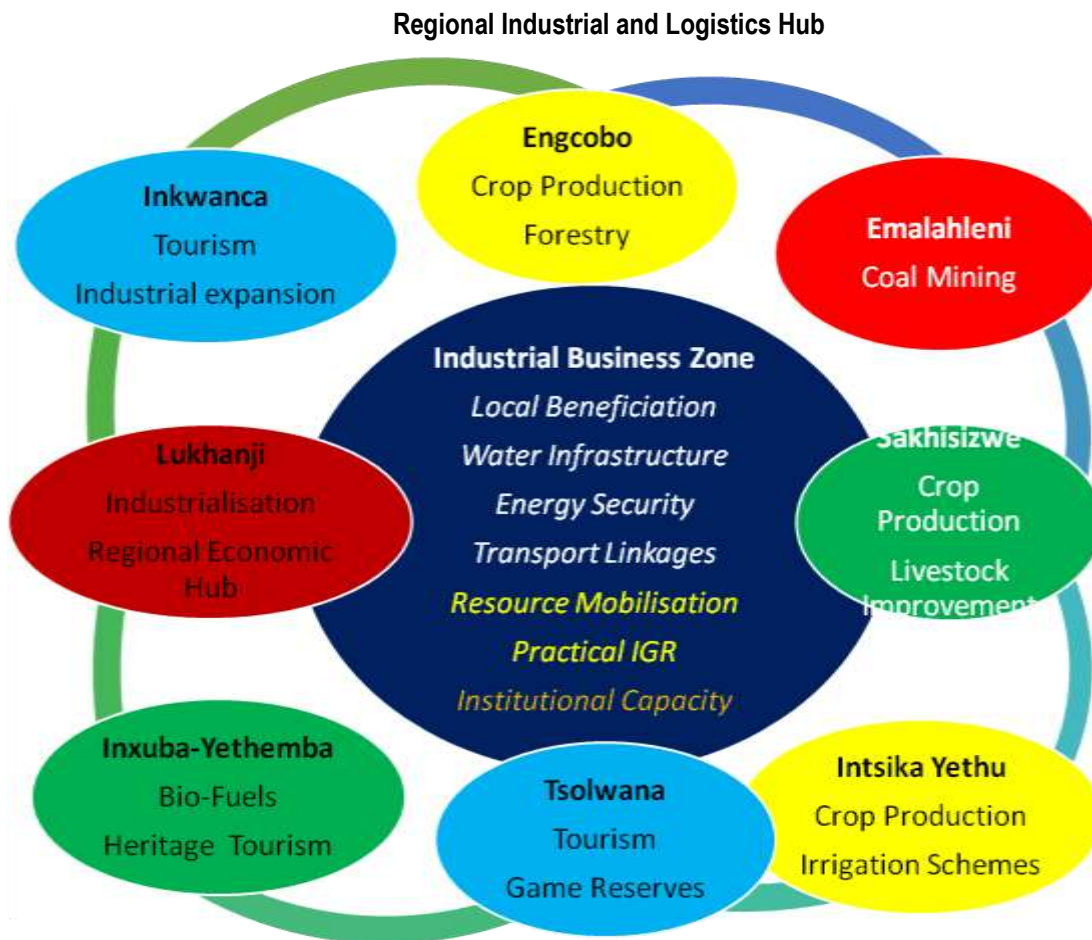 Regional Industrial and Logistics Hub
Engcobo
Crop Production
Forestry
Inkwanca
Tourism
Industrial expansion
Emalahleni
Coal Mining
Industrial Business Zone
Local Beneficiation
Water Infrastructure
Energy Security
Transport Linkages
Resource Mobilisation
Practical IGR
Institutional Capacity
Lukhanji
Industrialisation
Regional Economic
Hub
Sakhisizwe
Crop
Production
Livestock
Improvement
Inxuba-Yethemba
Bio-Fuels
Heritage Tourism
Tsolwana
Tourism
Game Reserves
Intsika Yethu
Crop Production
Irrigation Schemes